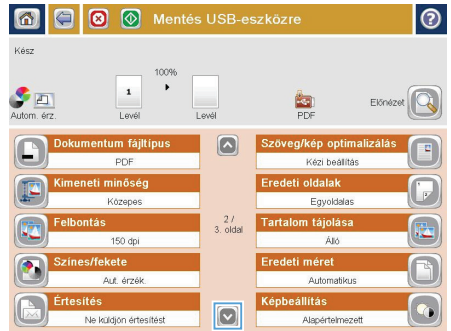 Mentés USB-eszközre
Kész
100%
1
Autom. érz.
Levél
Levél
PDF
Előnézet
Dokumentum fájltípus
PDF
Szöveg/kép optimalizálás
Kézi beállítás
Kimeneti minőség
Közepes
Eredeti oldalak
Egyoldalas
Felbontás
150 dpi
2 /
3. oldal
Tartalom tájolása
Álló
Színes/fekete
Aut. érzék.
Eredeti méret
Automatikus
Értesítés
Ne küldjön értesítést
Képbeállítás
Alapértelmezett